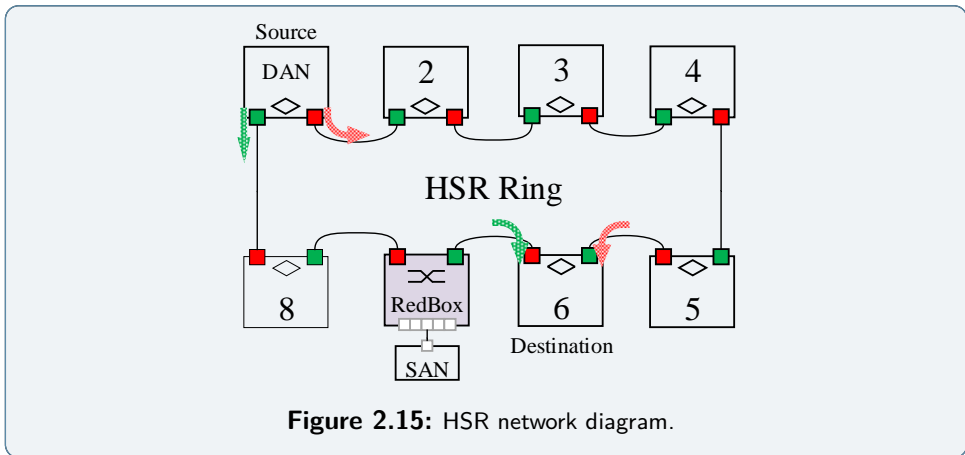 Source
DAN
2
3
4
HSR Ring
8
RedBox
6
5
SAN
Destination
Figure 2.15: HSR network diagram.